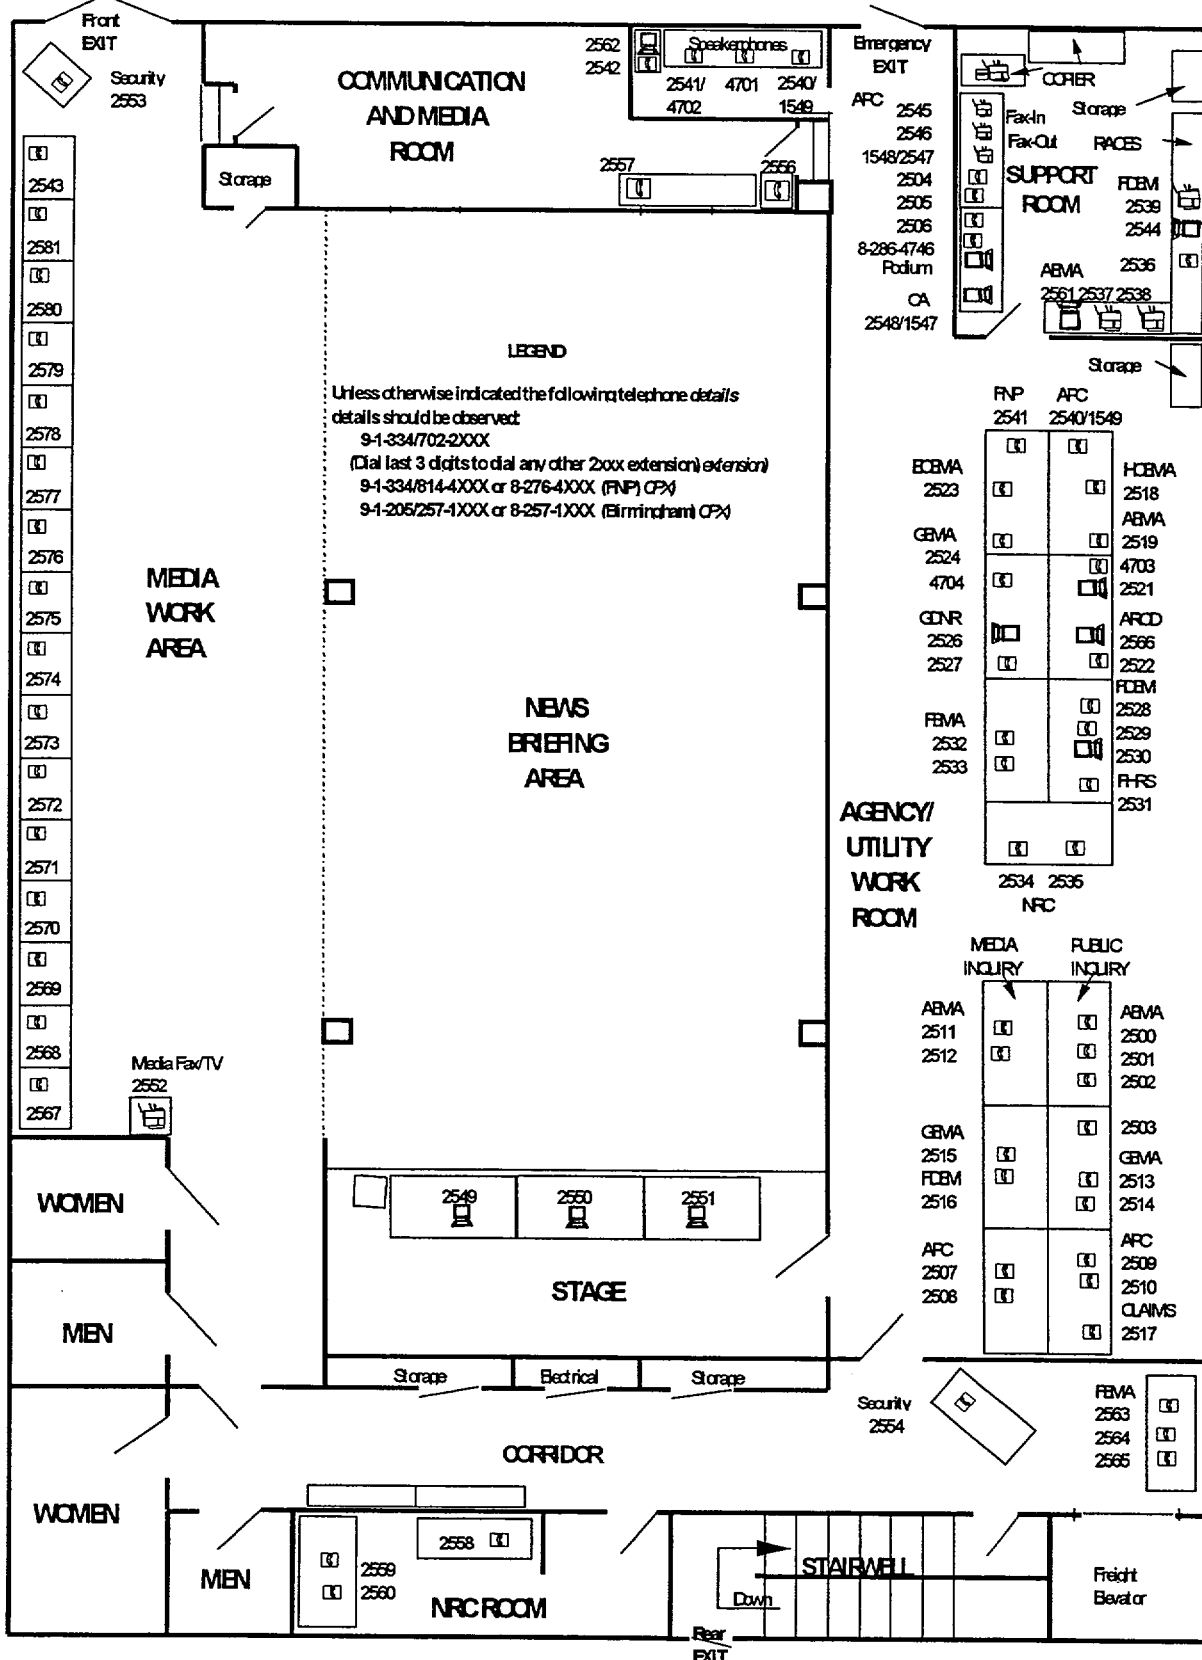 Front
EXIT
Security
2553
COMMUNICATION
AND MEDIA
ROOM
Storage
2562
2542
Speakerphones
2541/
4702
4701
2540/
1549
2557
2556
Emergency
EXIT
APC
2545
2546
1548/2547
2504
2505
2506
8-286-4746
Podium
CA
2548/1547
COPIER
Storage
Fax-In
Fax-Out
RACES
SUPPORT
ROOM
FDEM
2539
2544
2536
AEMA
2561 2537 2538
Storage
2543
2581
2580
2579
2578
2577
2576
2575
2574
2573
2572
2571
2570
2569
2568
2567
MEDIA
WORK
AREA
Media Fax/TV
2552
LEGEND
Unless otherwise indicated the following telephone details
details should be observed:
9-1-334/702-2XXX
(Dial last 3 digits to dial any other 2xxx extension) extension)
9-1-334/814-4XXX or 8-276-4XXX (FNP) OPX)
9-1-205/257-1XXX or 8-257-1XXX (Birmingham) OPX)
NEWS
BRIEFING
AREA
AGENCY/
UTILITY
WORK
ROOM
FNP
2541
APC
2540/1549
ECEMA
2523
GEMA
2524
4704
GDNR
2526
2527
FEMA
2532
2533
HCEMA
2518
AEMA
2519
4703
2521
ARCD
2566
2522
FDEM
2528
2529
2530
FHRS
2531
2534 2535
NRC
MEDIA
INQUIRY
PUBLIC
INQUIRY
AEMA
2511
2512
GEMA
2515
FDEM
2516
APC
2507
2508
AEMA
2500
2501
2502
2503
GEMA
2513
2514
APC
2509
2510
CLAIMS
2517
WOMEN
MEN
2549
2550
2551
STAGE
Storage
Electrical
Storage
Security
2554
FEMA
2563
2564
2565
CORRIDOR
WOMEN
MEN
2559
2560
2558
NRC ROOM
STAIRWELL
Down
Rear
EXIT
Freight
Elevator